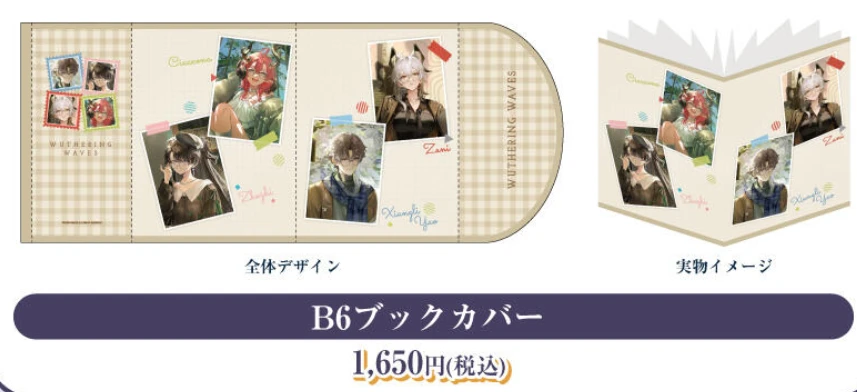 WUTHERING
WAVES
Ciaccona
Zhezhi
Zani
Xiangli
Yao
WUTHERING WAVES
Ciaccona
Zhezhi
Zani
Xiangli
Yao
全体デザイン
実物イメージ
B6ブックカバー
1,650円(税込)